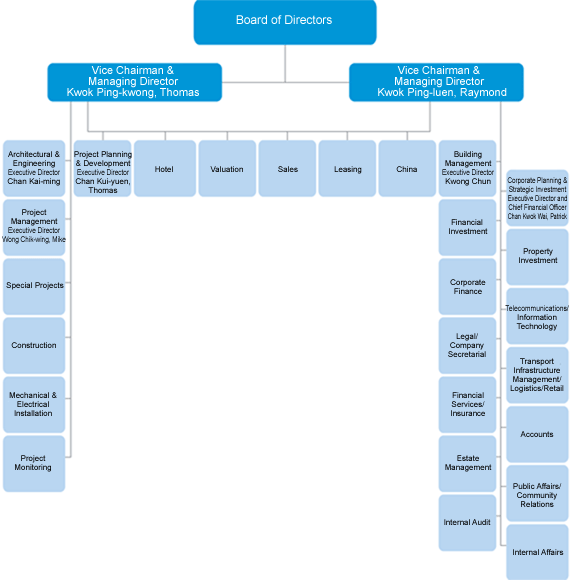 Board of Directors
Vice Chairman &
Managing Director
Kwok Ping-kwong, Thomas
Vice Chairman &
Managing Director
Kwok Ping-luen, Raymond
Architectural &
Engineering
Executive Director
Chan Kai-ming
Project Planning
& Development
Executive Director
Chan Kui-yuen,
Thomas
Hotel
Valuation
Sales
Leasing
China
Building
Management
Executive Director
Kwong Chun
Corporate Planning &
Strategic Investment
Executive Director and
Chief Financial Officer
Chan Kwok Wai, Patrick
Project
Management
Executive Director
Wong Chik-wing, Mike
Financial
Investment
Property
Investment
Special Projects
Corporate
Finance
Telecommunications/
Information
Technology
Construction
Legal/
Company
Secretarial
Transport
Infrastructure
Management/
Logistics/Retail
Mechanical &
Electrical
Installation
Financial
Services/
Insurance
Accounts
Project
Monitoring
Estate
Management
Public Affairs/
Community
Relations
Internal Audit
Internal Affairs